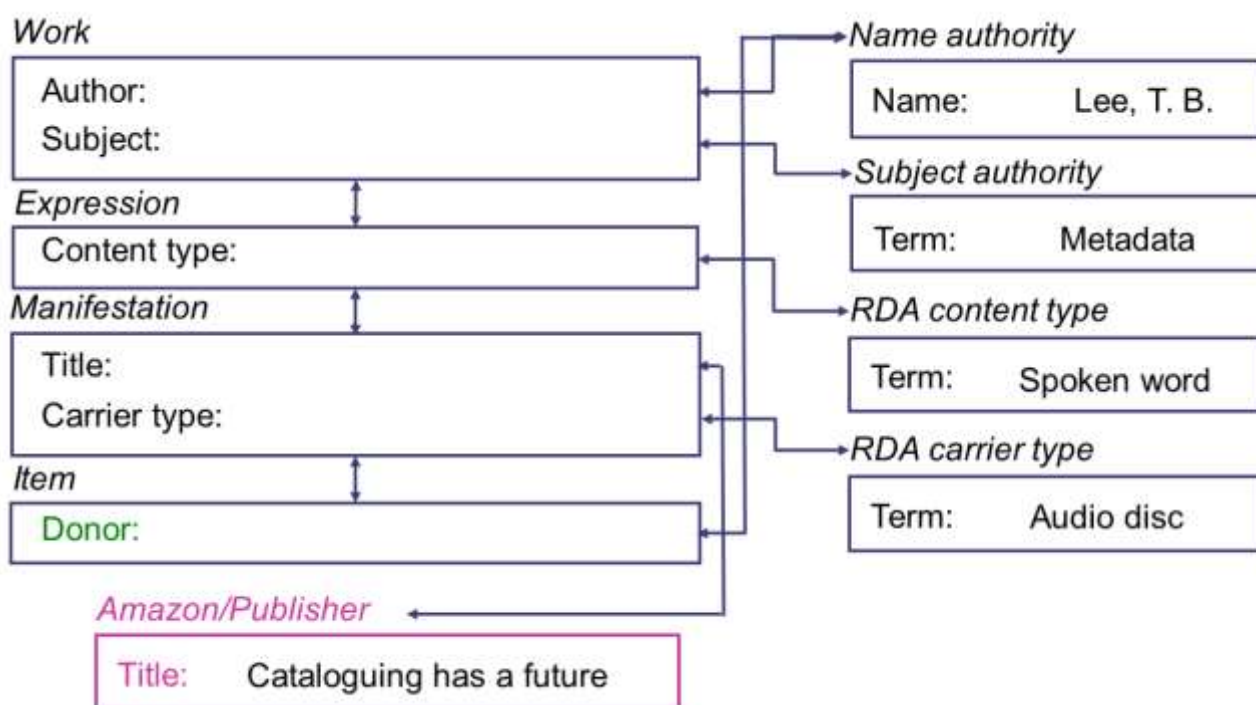 Work
Author:
Subject:
Expression
Content type:
Manifestation
Title:
Carrier type:
Item
Donor:
Amazon/Publisher
Title: Cataloguing has a future
Name authority
Name: Lee, T. B.
Subject authority
Term: Metadata
RDA content type
Term: Spoken word
RDA carrier type
Term: Audio disc